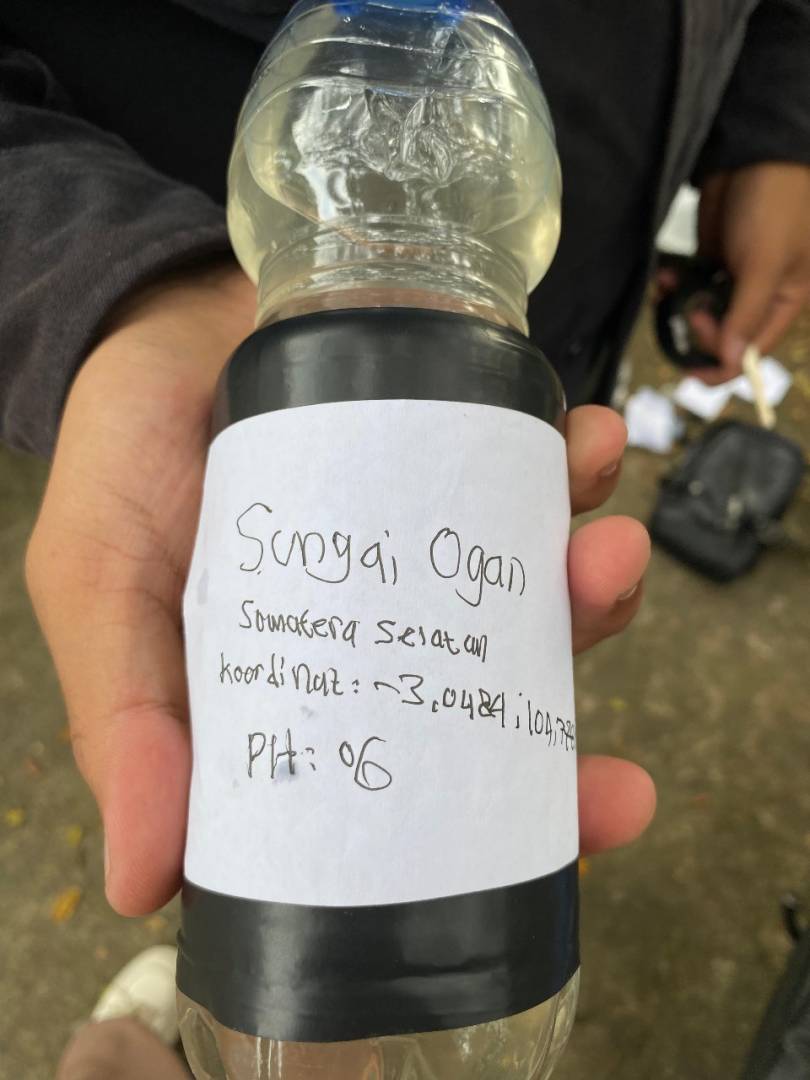 Sungai Ogan
Sumatera Selatan
koordinat: -3,0484; 104,7
PH: 06